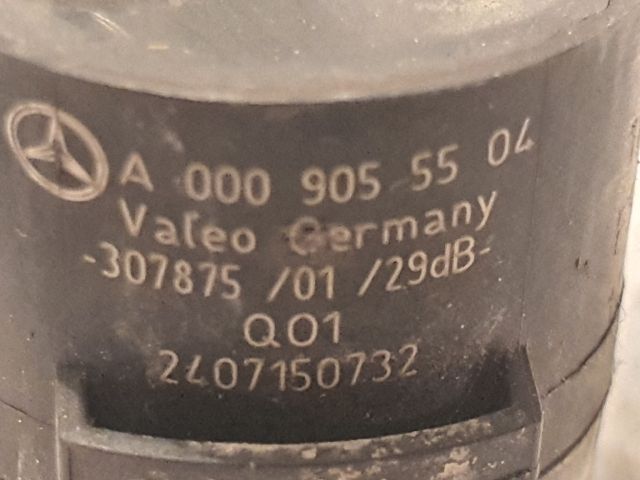 A 000 905 55 04
Valeo Germany
-307875 /01 /29dB-
Q01
2407150732